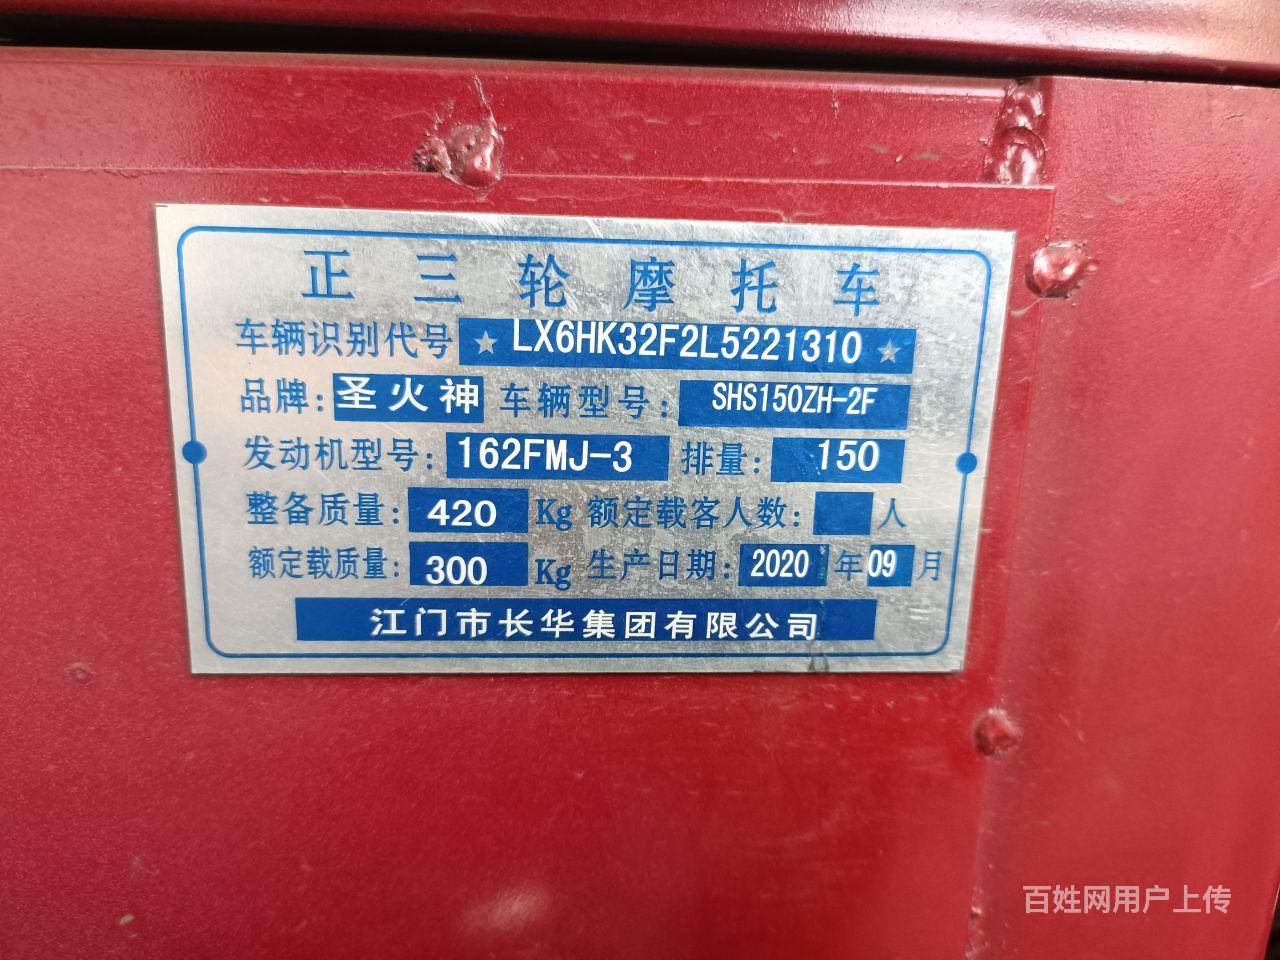 正三轮摩托车
车辆识别代号 ★ LX6HK32F2L5221310 ★
品牌: 圣火神 车辆型号: SHS150ZH-2F
发动机型号: 162FMJ-3 排量: 150
整备质量: 420 Kg 额定载客人数: 人
额定载质量: 300 Kg 生产日期: 2020 年 09 月
江门市长华集团有限公司
百姓网用户上传